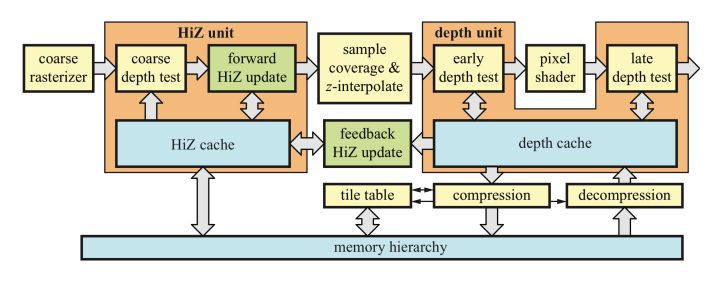 HiZ unit
depth unit
coarse
rasterizer
coarse
depth test
forward
HiZ update
sample
coverage &
z-interpolate
early
depth test
pixel
shader
late
depth test
HiZ cache
feedback
HiZ update
depth cache
tile table
compression
decompression
memory hierarchy